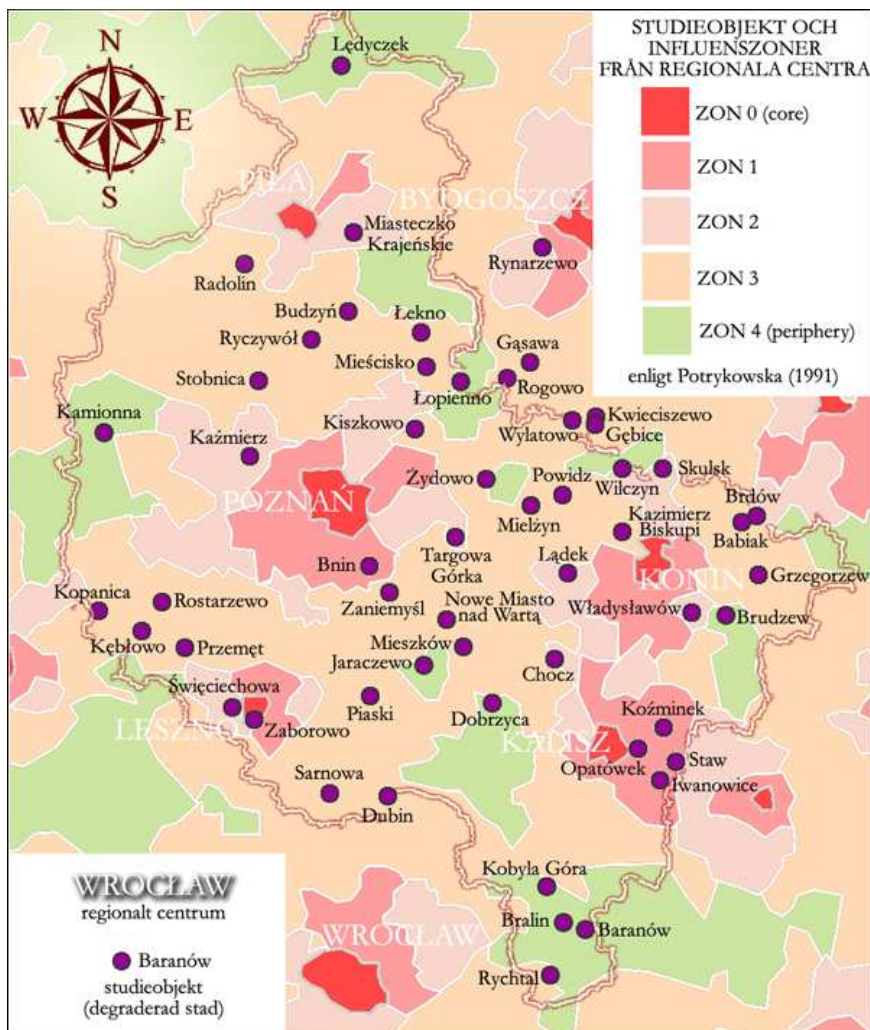 N
W
E
S
STUDIEOBJEKT OCH
INFLUENSZONER
FRÅN REGIONALA CENTRA
ZON 0 (core)
ZON 1
ZON 2
ZON 3
ZON 4 (periphery)
enligt Potrykowska (1991)
Lędyczek
PIŁA
BYDGOSZCZ
Miasteczko
Krajeńskie
Rynarzewo
Radolin
Budzyń
Łekno
Ryczywół
Gąsawa
Mieścisko
Rogowo
Stobnica
Łopienno
Kamionna
Kiszkowo
Kwieciszewo
Wylatowo
Gębice
Kaźmierz
Żydowo
Powidz
Wilczyn
Skulsk
POZNAŃ
Mielżyn
Kazimierz
Biskupi
Brdów
Babiak
Targowa
Górka
Lądek
Bnin
KONIN
Grzegorzew
Kopanica
Rostarzewo
Zaniemyśl
Nowe Miasto
nad Wartą
Władysławów
Brudzew
Kębłowo
Przemęt
Mieszków
Jaraczewo
Chocz
Święciechowa
Piaski
Dobrzyca
Koźminek
LESZNO
Zaborowo
KALISZ
Opatówek
Staw
Iwanowice
Sarnowa
Dubin
Kobyla Góra
Bralin
Baranów
WROCŁAW
Rychtal
WROCŁAW
regionalt centrum
Baranów
studieobjekt
(degraderad stad)